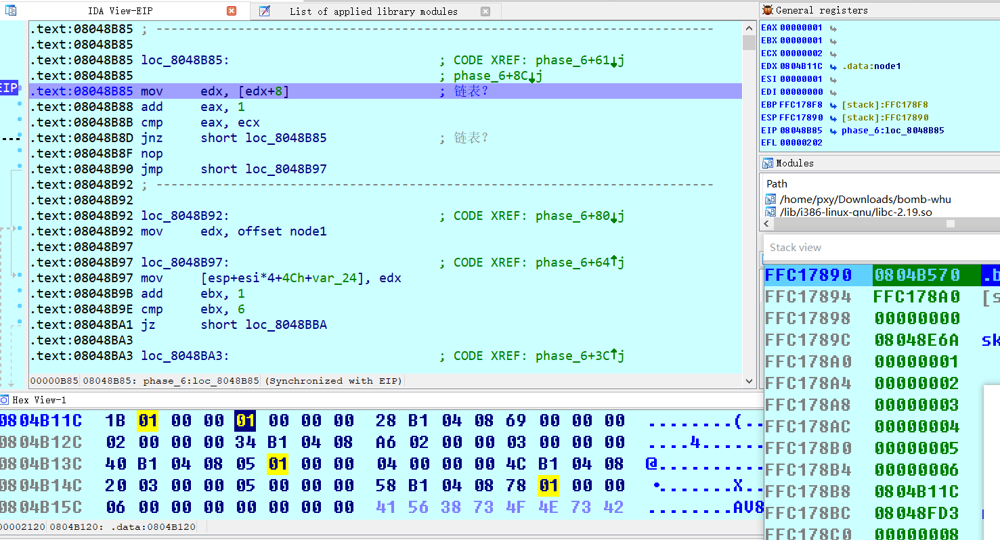 IDA View-EIP
List of applied library modules
.text:08048B85 ; ---------------------------------------------------------------------------
.text:08048B85
.text:08048B85 loc_8048B85: ; CODE XREF: phase_6+61↓j
.text:08048B85 ; phase_6+8C↓j
EIP
.text:08048B85 mov edx, [edx+8] ; 链表?
.text:08048B88 add eax, 1
.text:08048B8B cmp eax, ecx
.text:08048B8D jnz short loc_8048B85 ; 链表?
.text:08048B8F nop
.text:08048B90 jmp short loc_8048B97
.text:08048B92 ; ---------------------------------------------------------------------------
.text:08048B92
.text:08048B92 loc_8048B92: ; CODE XREF: phase_6+80↓j
.text:08048B92 mov edx, offset node1
.text:08048B97
.text:08048B97 loc_8048B97: ; CODE XREF: phase_6+64↑j
.text:08048B97 mov [esp+esi*4+4Ch+var_24], edx
.text:08048B9B add ebx, 1
.text:08048B9E cmp ebx, 6
.text:08048BA1 jz short loc_8048BBA
.text:08048BA3
.text:08048BA3 loc_8048BA3: ; CODE XREF: phase_6+3C↑j
00000B85 08048B85: phase_6:loc_8048B85 (Synchronized with EIP)
Hex View-1
0804B11C 1B 01 00 00 01 00 00 00 28 B1 04 08 69 00 00 00 ........(..
0804B12C 02 00 00 00 34 B1 04 08 A6 02 00 00 03 00 00 00 ....4......
0804B13C 40 B1 04 08 05 01 00 00 04 00 00 00 4C B1 04 08 @..........
0804B14C 20 03 00 00 05 00 00 00 58 B1 04 08 78 01 00 00 •.......X..
0804B15C 06 00 00 00 00 00 00 00 41 56 38 73 4F 4E 73 42 ........AV8
00002120 0804B120: .data:0804B120
General registers
EAX 00000001
EBX 00000001
ECX 00000002
EDX 0804B11C .data:node1
ESI 00000001
EDI 00000000
EBP FFC178F8 [stack]:FFC178F8
ESP FFC17890 [stack]:FFC17890
EIP 08048B85 phase_6:loc_8048B85
EFL 00000202
Modules
Path
/home/pxy/Downloads/bomb-whu
/lib/i386-linux-gnu/libc-2.19.so
Stack view
FFC17890 0804B570 .b
FFC17894 FFC178A0 [s
FFC17898 00000000
FFC1789C 08048E6A sk
FFC178A0 00000001
FFC178A4 00000002
FFC178A8 00000003
FFC178AC 00000004
FFC178B0 00000005
FFC178B4 00000006
FFC178B8 0804B11C
FFC178BC 08048FD3
FFC178C0 00000008